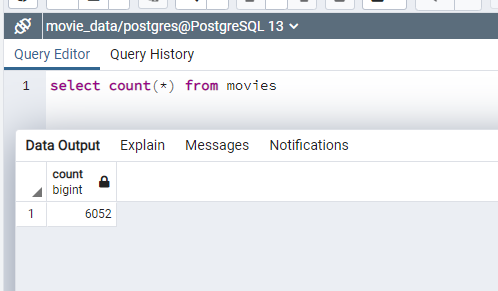 movie_data/postgres@PostgreSQL 13
Query Editor Query History
1 select count(*) from movies
Data Output Explain Messages Notifications
count
bigint
1 6052